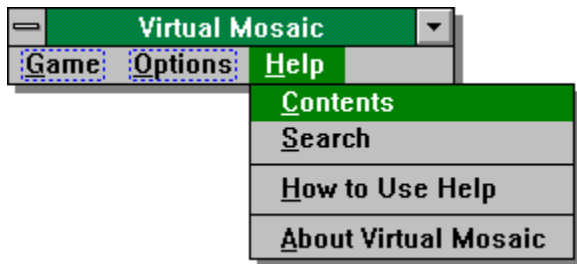 Virtual Mosaic
Game Options Help
Contents
Search
How to Use Help
About Virtual Mosaic